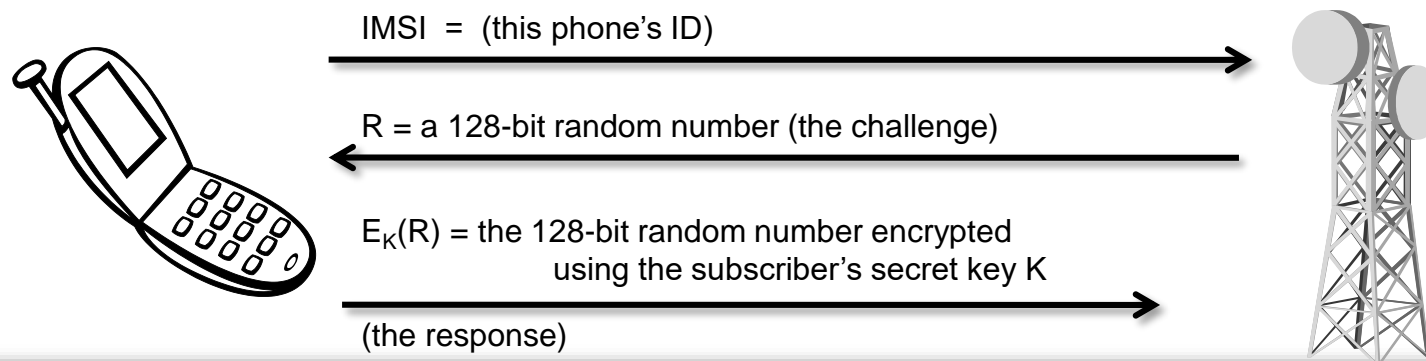 IMSI = (this phone's ID)
R = a 128-bit random number (the challenge)
E_K(R) = the 128-bit random number encrypted
using the subscriber's secret key K
(the response)